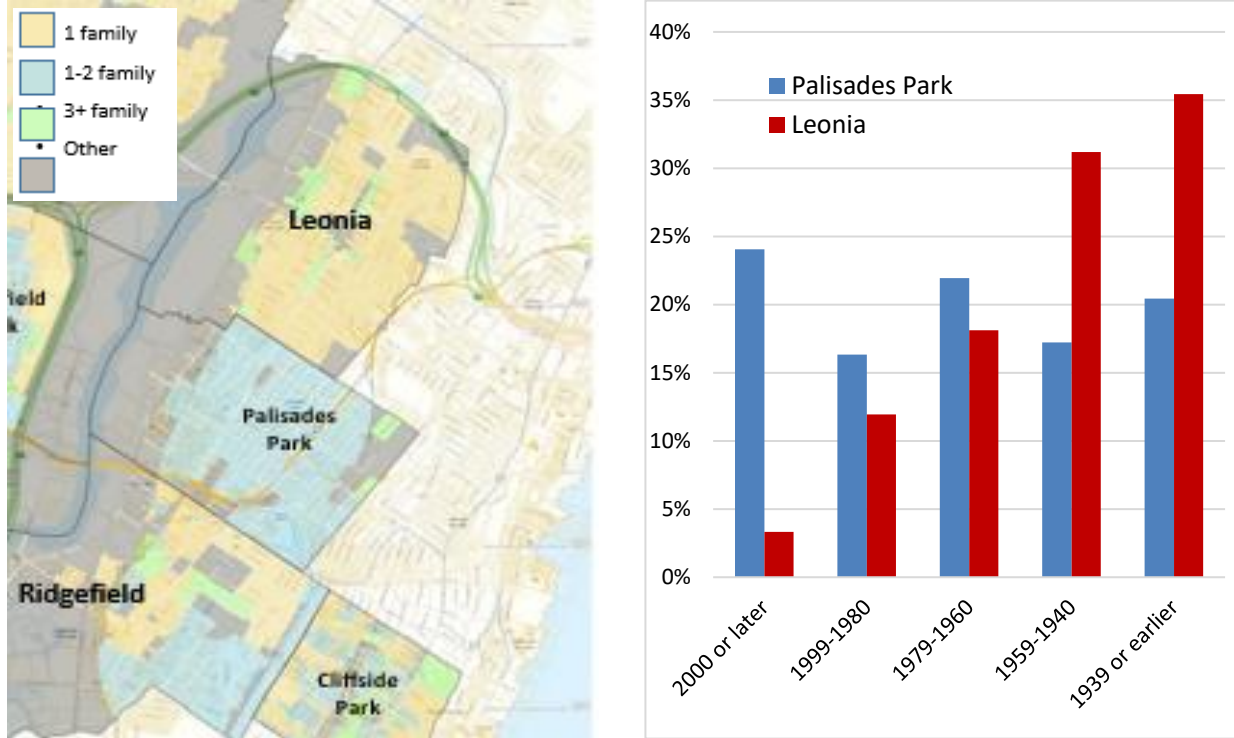 1 family
1-2 family
3+ family
Other
Leonia
Palisades
Park
Ridgefield
Cliffside
Park
40%
35%
30%
25%
20%
15%
10%
5%
0%
Palisades Park
Leonia
2000 or later
1999-1980
1979-1960
1959-1940
1939 or earlier